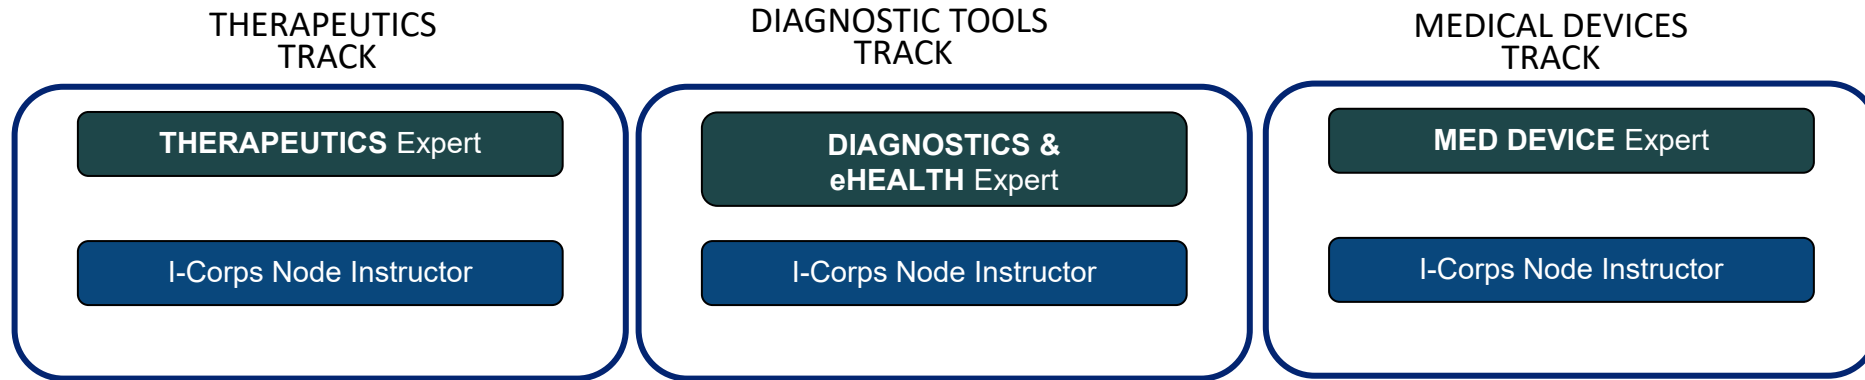 THERAPEUTICS
TRACK
THERAPEUTICS Expert
I-Corps Node Instructor
DIAGNOSTIC TOOLS
TRACK
DIAGNOSTICS &
eHEALTH Expert
I-Corps Node Instructor
MEDICAL DEVICES
TRACK
MED DEVICE Expert
I-Corps Node Instructor